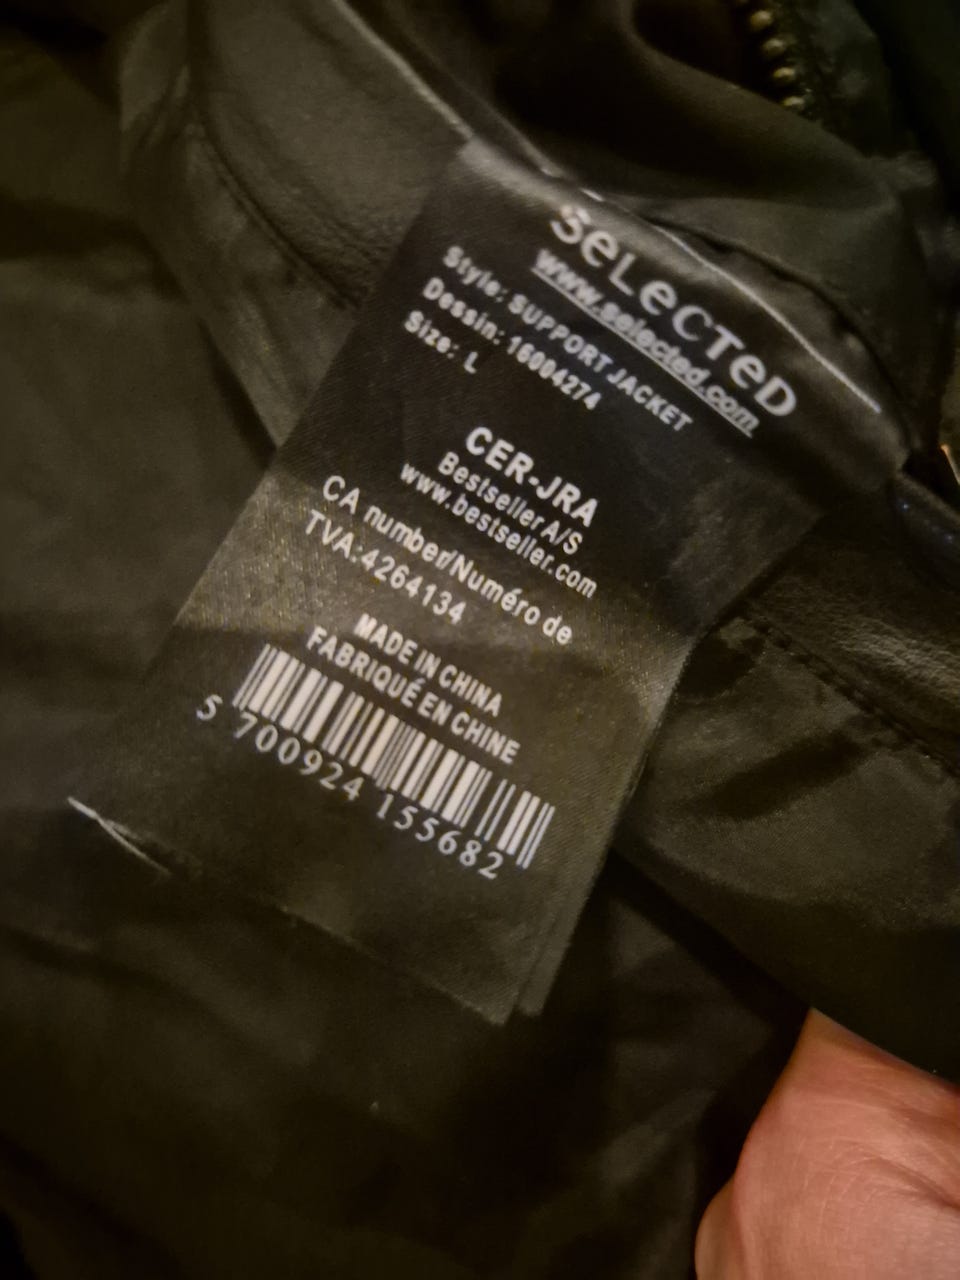 SeLeCTeD
www.selected.com
Style: SUPPORT JACKET
Dessin: 16004274
Size: L
CER-JRA
Bestseller A/S
www.bestseller.com
CA number/Numéro de
TVA:4264134
MADE IN CHINA
FABRIQUÉ EN CHINE
5 700924 155682